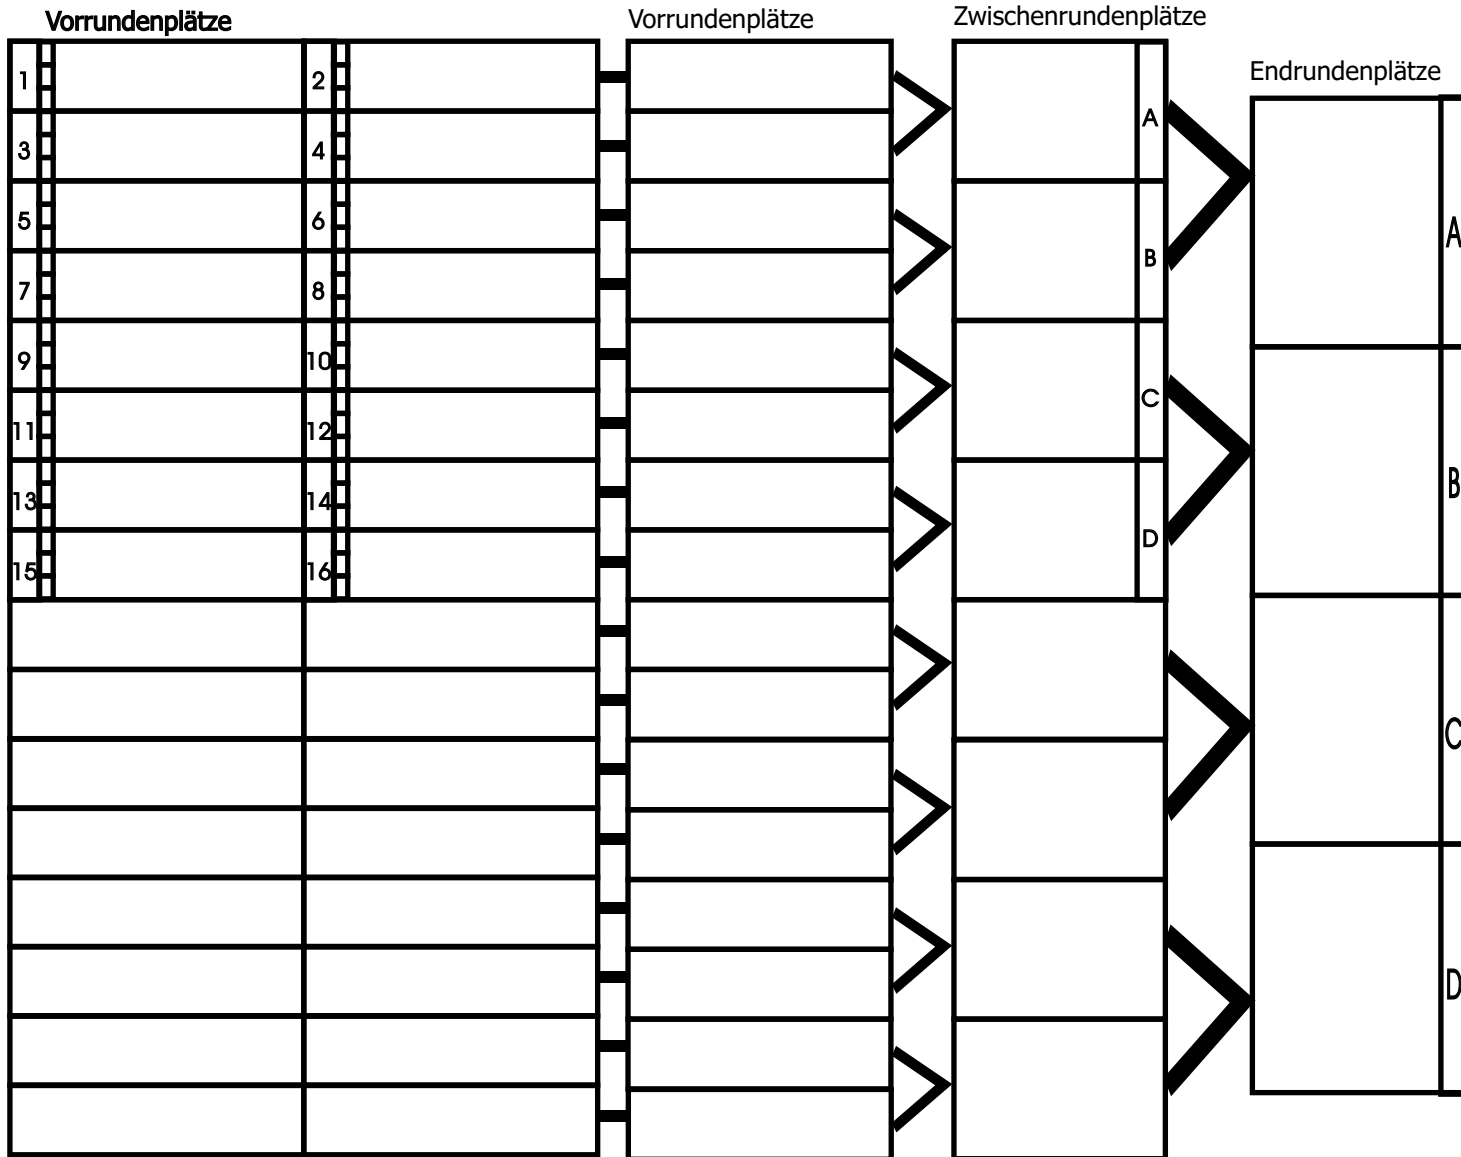 Vorrundenplätze
Vorrundenplätze
Zwischenrundenplätze
Endrundenplätze
1 2
3 4
5 6
7 8
9 10
11 12
13 14
15 16
A
B
C
D
A
B
C
D